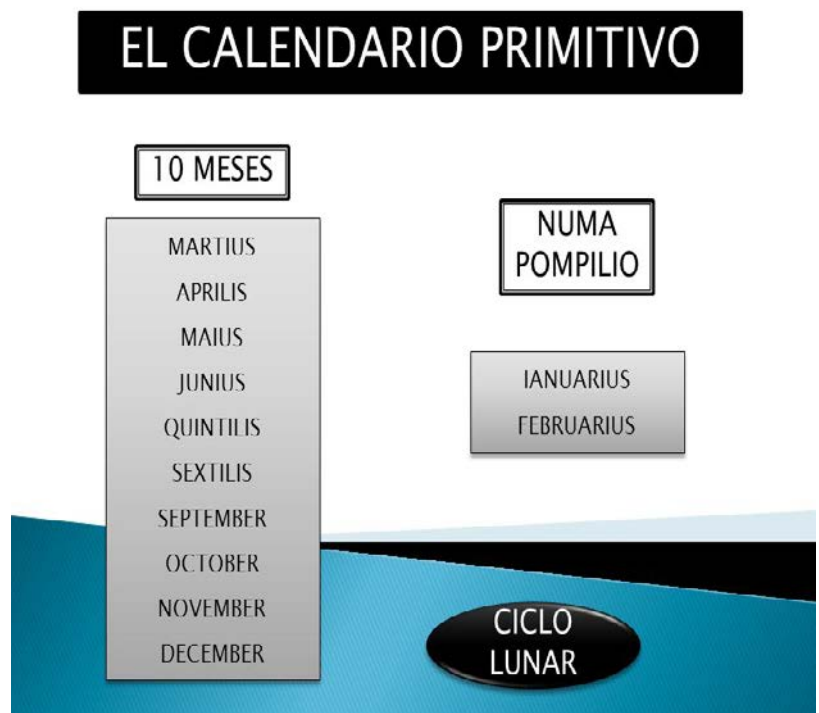 EL CALENDARIO PRIMITIVO
10 MESES
MARTIUS
APRILIS
MAIUS
JUNIUS
QUINTILIS
SEXTILIS
SEPTEMBER
OCTOBER
NOVEMBER
DECEMBER
NUMA
POMPILIO
IANUARIUS
FEBRUARIUS
CICLO
LUNAR